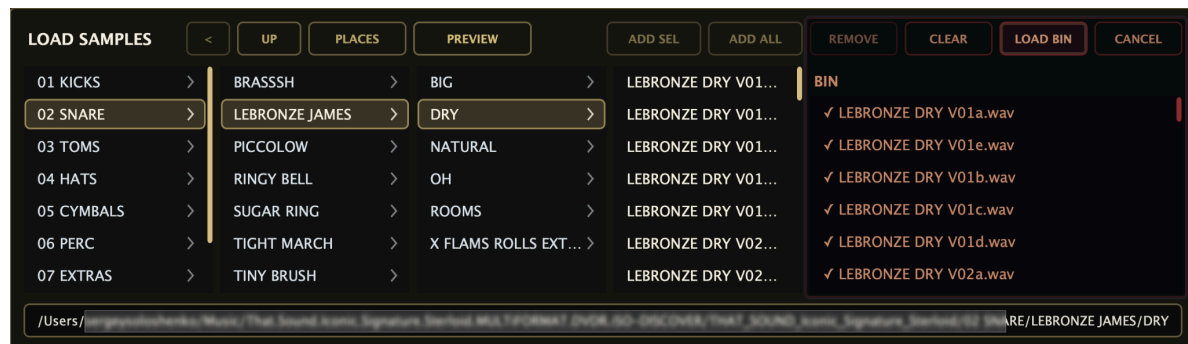 LOAD SAMPLES < UP PLACES PREVIEW ADD SEL ADD ALL REMOVE CLEAR LOAD BIN CANCEL
01 KICKS > BRASSSH > BIG > LEBRONZE DRY V01... BIN
02 SNARE > LEBRONZE JAMES > DRY > LEBRONZE DRY V01... ✓ LEBRONZE DRY V01a.wav
03 TOMS > PICCOLOW > NATURAL > LEBRONZE DRY V01... ✓ LEBRONZE DRY V01e.wav
04 HATS > RINGY BELL > OH > LEBRONZE DRY V01... ✓ LEBRONZE DRY V01b.wav
05 CYMBALS > SUGAR RING > ROOMS > LEBRONZE DRY V01... ✓ LEBRONZE DRY V01c.wav
06 PERC > TIGHT MARCH > X FLAMS ROLLS EXT... > LEBRONZE DRY V02... ✓ LEBRONZE DRY V01d.wav
07 EXTRAS > TINY BRUSH > LEBRONZE DRY V02... ✓ LEBRONZE DRY V02a.wav
/Users/ RE/LEBRONZE JAMES/DRY